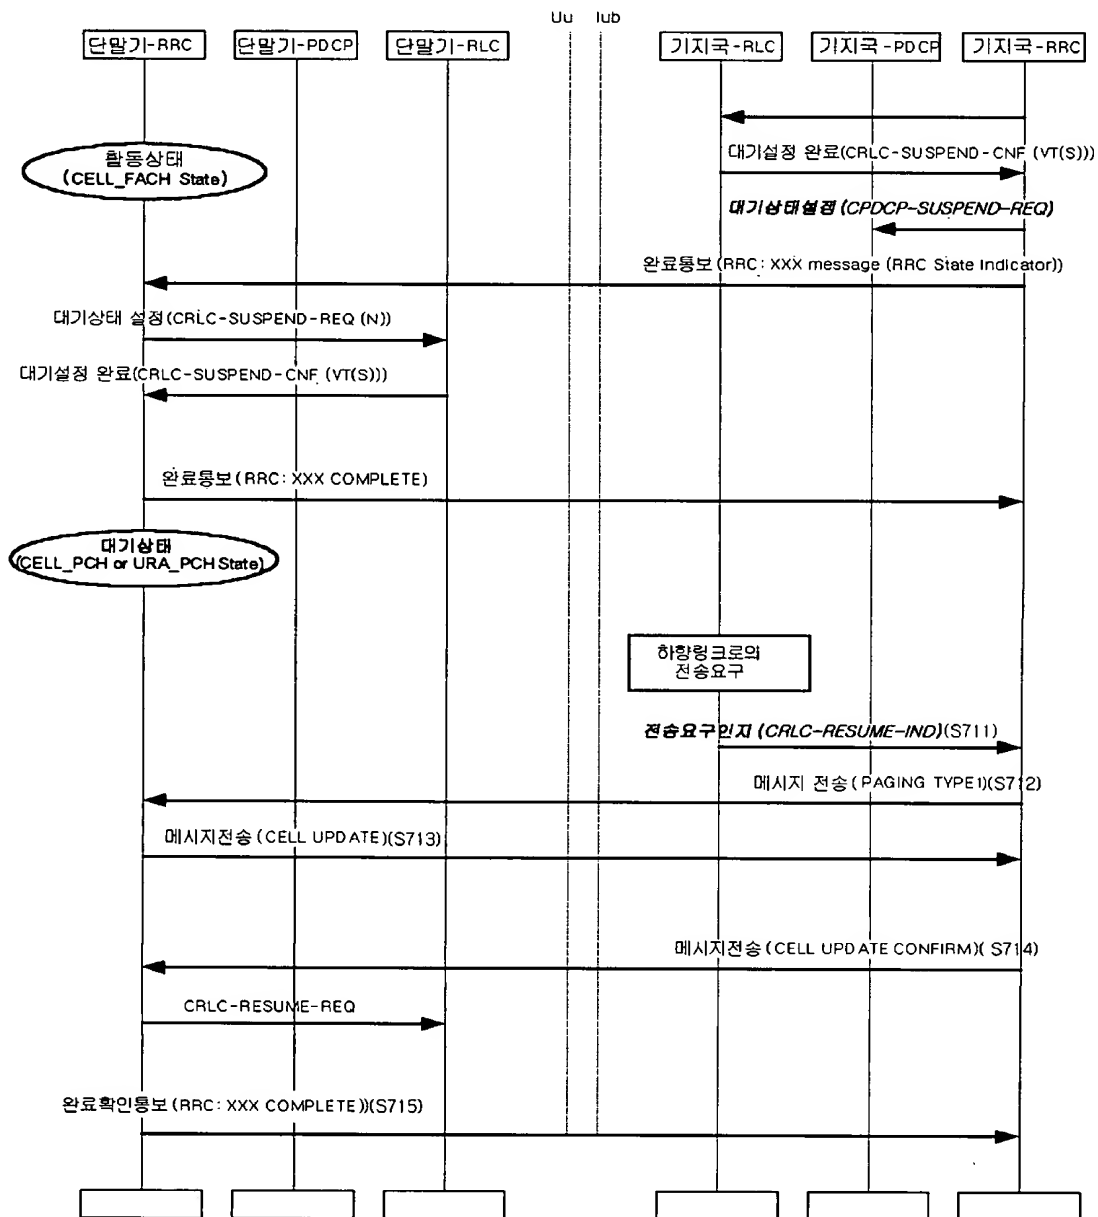 Uu lub
단말기-RRC 단말기-PDCP 단말기-RLC 기지국-RLC 기지국-PDCP 기지국-RRC
활동상태
(CELL_FACH State)
대기설정 완료(CRLC-SUSPEND-CNF (VT(S)))
대기상태설정 (CPDCP-SUSPEND-REQ)
완료통보(RRC: XXX message (RRC State Indicator))
대기상태 설정(CRLC-SUSPEND-REQ (N))
대기설정 완료(CRLC-SUSPEND-CNF (VT(S)))
완료통보(RRC: XXX COMPLETE)
대기상태
(CELL_PCH or URA_PCH State)
하향링크로의
전송요구
전송요구인지 (CRLC-RESUME-IND)(S711)
메시지 전송(PAGING TYPE1)(S712)
메시지전송(CELL UPDATE)(S713)
메시지전송(CELL UPDATE CONFIRM)( S714)
CRLC-RESUME-REQ
완료확인통보(RRC: XXX COMPLETE))(S715)